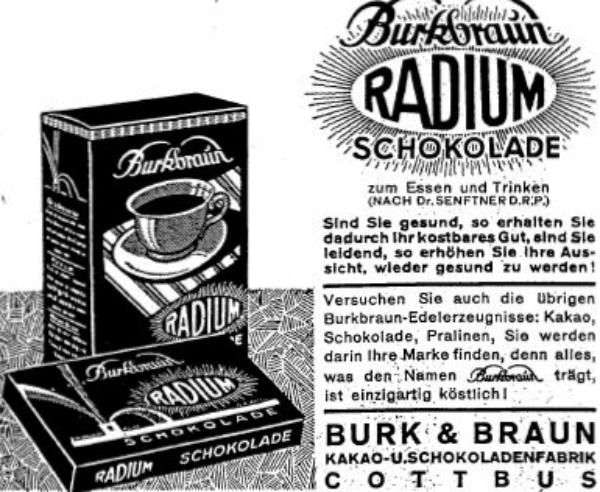 Burkbraun
RADIUM
SCHOKOLADE
zum Essen und Trinken
(NACH Dr. SENFTNER D.R.P.)
Sind Sie gesund, so erhalten Sie
dadurch Ihr kostbares Gut, sind Sie
leidend, so erhöhen Sie Ihre Aus-
sicht, wieder gesund zu werden!
Versuchen Sie auch die übrigen
Burkbraun-Edelerzeugnisse: Kakao,
Schokolade, Pralinen, Sie werden
darin Ihre Marke finden, denn alles,
was den Namen Burkbraun trägt,
ist einzigartig köstlich!
BURK & BRAUN
KAKAO-U.SCHOKOLADENFABRIK
COTTBUS
Burkbraun
RADIUM
Burkbraun
RADIUM
SCHOKOLADE
RADIUM SCHOKOLADE